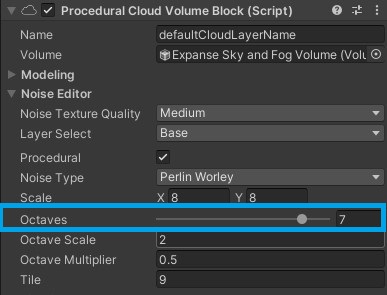 Procedural Cloud Volume Block (Script)
Name defaultCloudLayerName
Volume Expanse Sky and Fog Volume (Volu
Modeling
Noise Editor
Noise Texture Quality Medium
Layer Select Base
Procedural
Noise Type Perlin Worley
Scale X 8 Y 8
Octaves 7
Octave Scale 2
Octave Multiplier 0.5
Tile 9